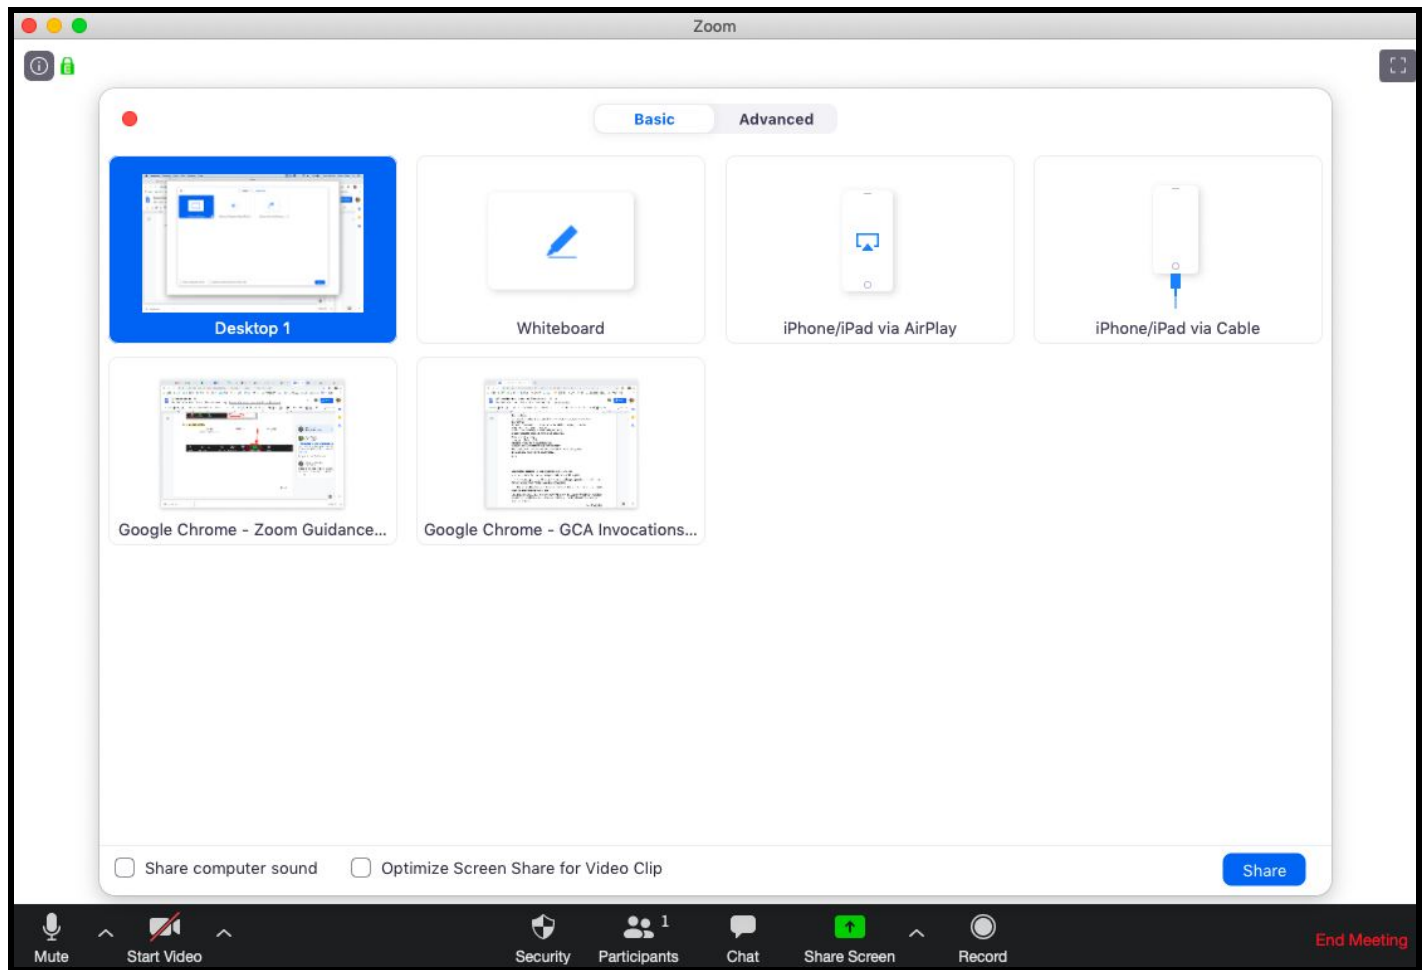 Zoom
Basic
Advanced
Desktop 1
Whiteboard
iPhone/iPad via AirPlay
iPhone/iPad via Cable
Google Chrome - Zoom Guidance...
Google Chrome - GCA Invocations...
Share computer sound
Optimize Screen Share for Video Clip
Share
Mute
Start Video
Security
1
Participants
Chat
Share Screen
Record
End Meeting